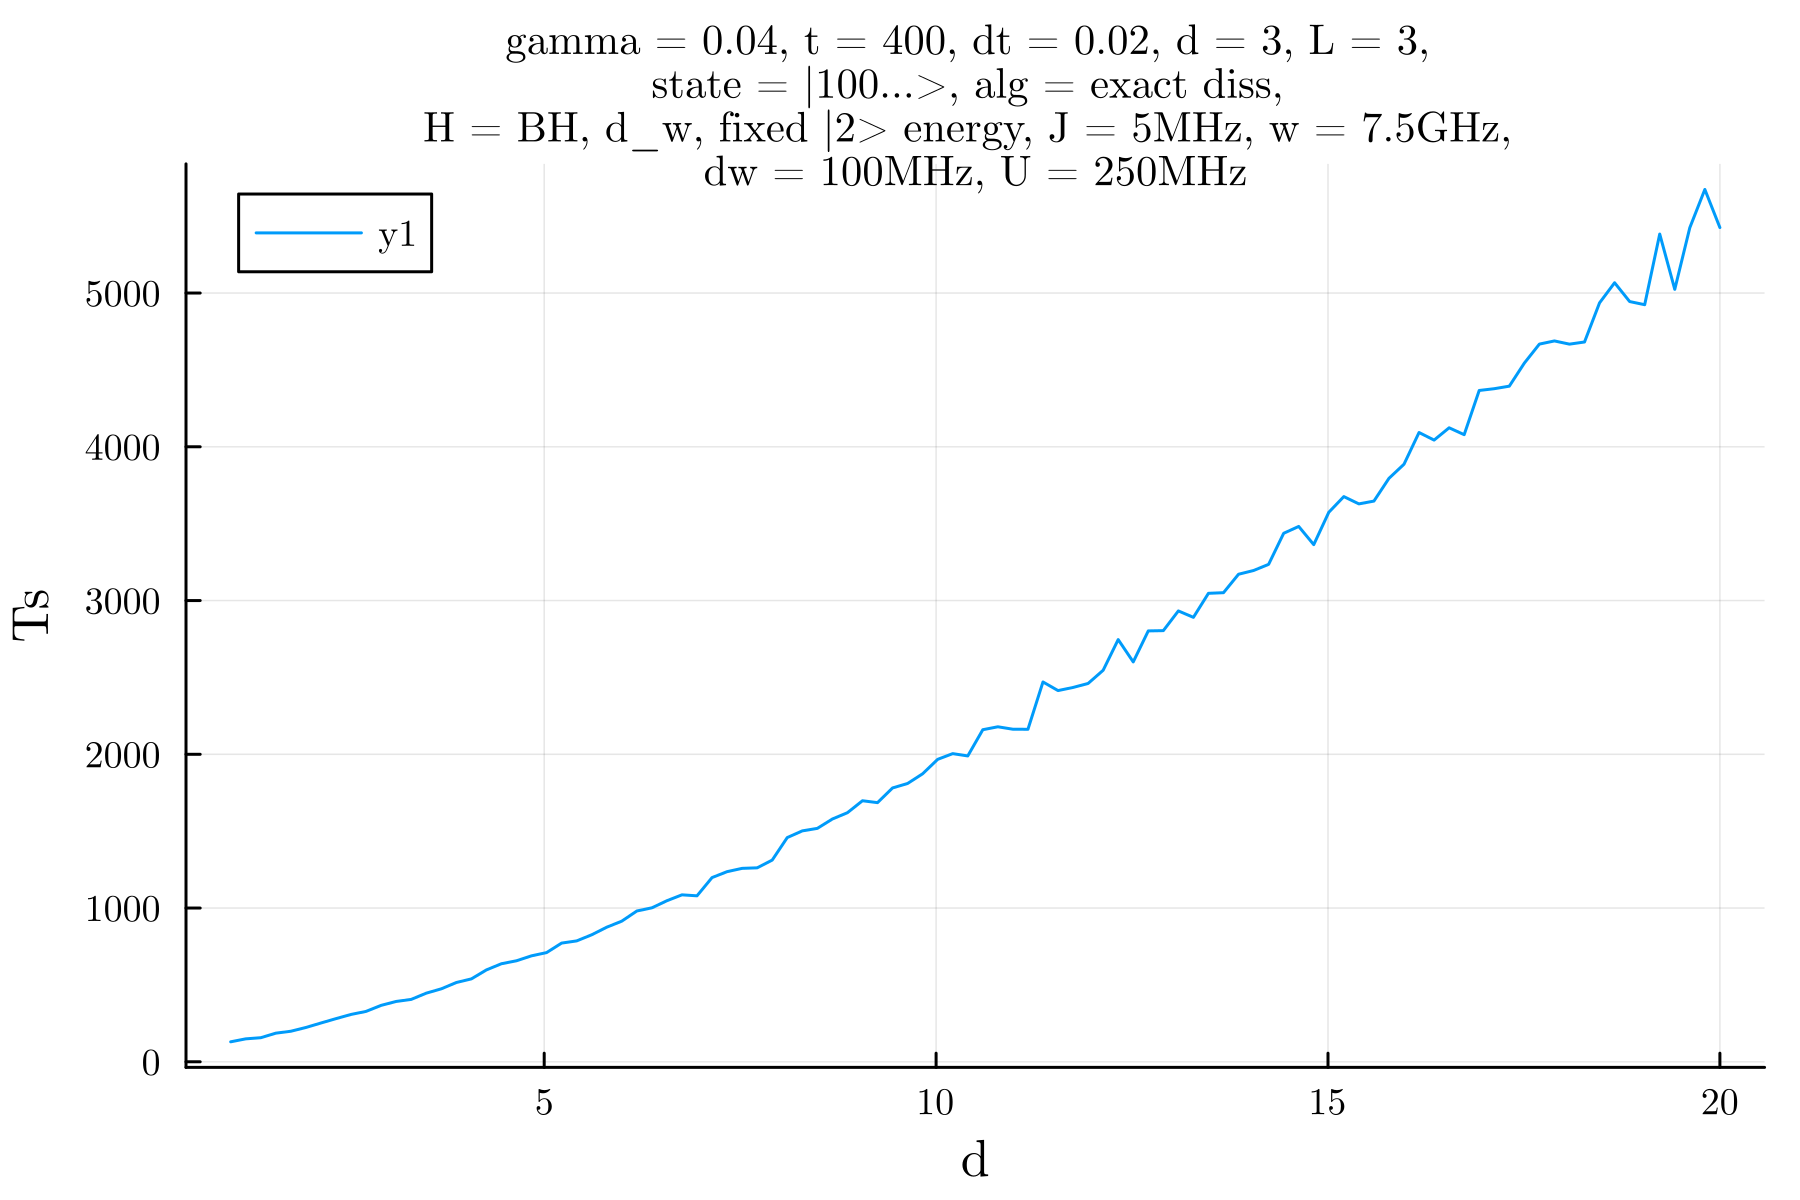 gamma = 0.04, t = 400, dt = 0.02, d = 3, L = 3,
state = |100...>, alg = exact diss,
H = BH, d_w, fixed |2> energy, J = 5MHz, w = 7.5GHz,
dw = 100MHz, U = 250MHz
y1
5000
4000
3000
2000
1000
0
Ts
5
10
15
20
d